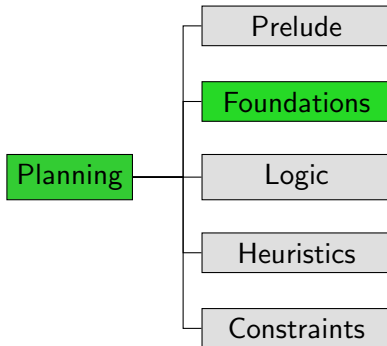 Prelude
Foundations
Planning
Logic
Heuristics
Constraints